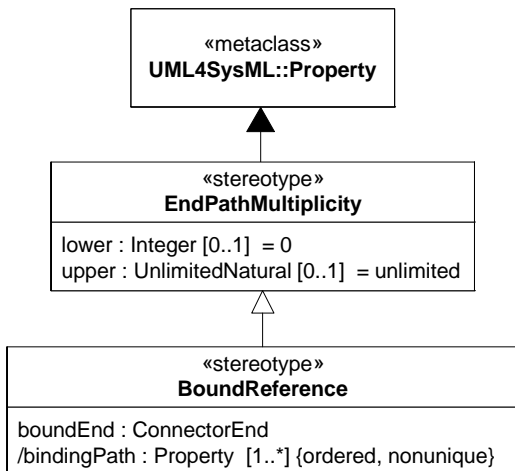 «metaclass»
UML4SysML::Property
«stereotype»
EndPathMultiplicity
lower : Integer [0..1] = 0
upper : UnlimitedNatural [0..1] = unlimited
«stereotype»
BoundReference
boundEnd : ConnectorEnd
/bindingPath : Property [1..*] {ordered, nonunique}